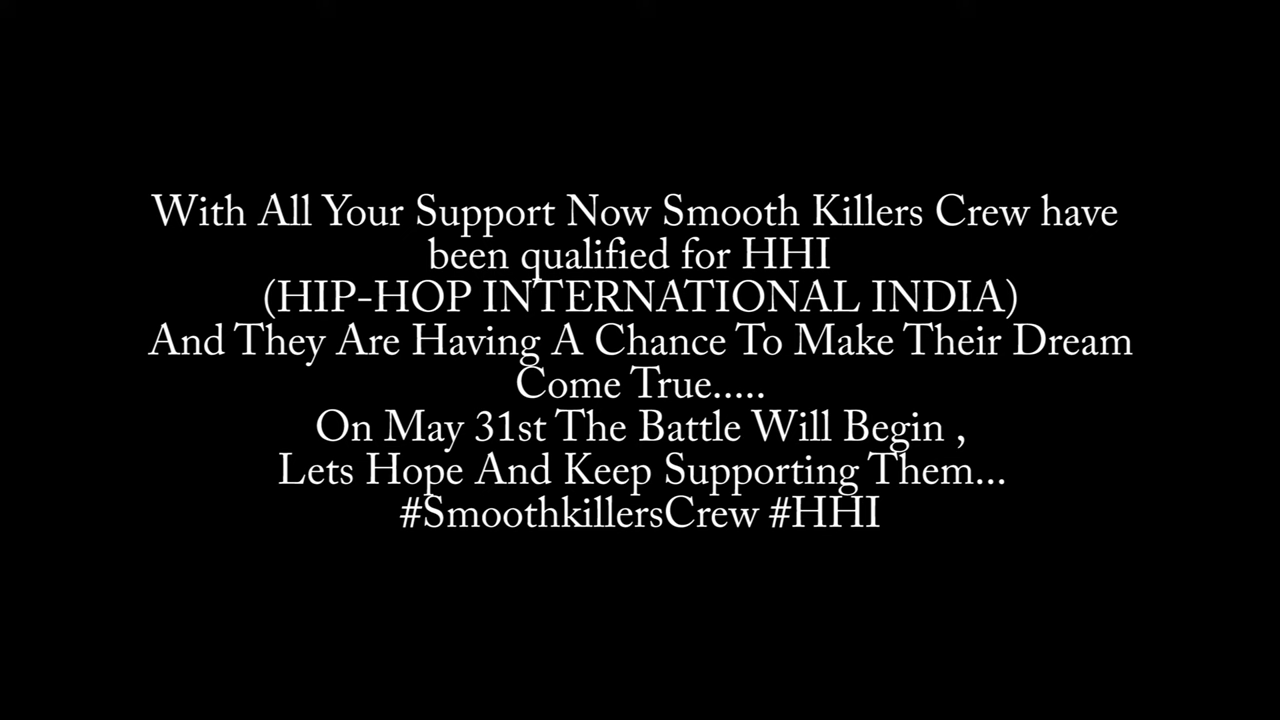 With All Your Support Now Smooth Killers Crew have
been qualified for HHI
(HIP-HOP INTERNATIONAL INDIA)
And They Are Having A Chance To Make Their Dream
Come True.....
On May 31st The Battle Will Begin ,
Lets Hope And Keep Supporting Them...
#SmoothkillersCrew #HHI